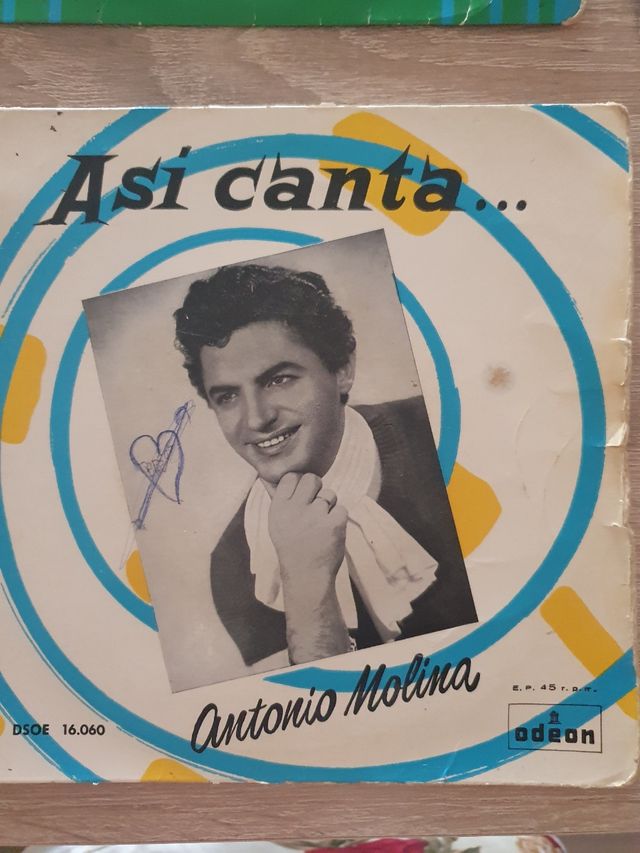 Asi canta...
Antonio Molina
E.P. 45 r.p.m.
DSOE 16.060
odeon